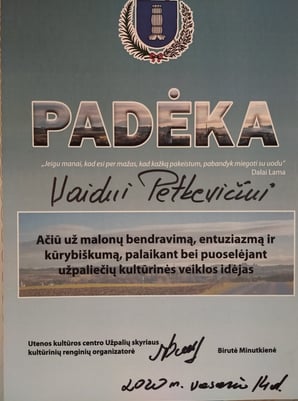 PADĖKA
„Jeigu manai, kad esi per mažas, kad kažką pakeistum, pabandyk miegoti su uodu“
Dalai Lama
Vaidui Petkevičiui
Ačiū už malonų bendravimą, entuziazmą ir
kūrybiškumą, palaikant bei puoselėjant
užpaliečių kultūrinės veiklos idėjas
Utenos kultūros centro Užpalių skyriaus
kultūrinių renginių organizatorė
Birutė Minutkienė
2020 m. vasario 14 d.